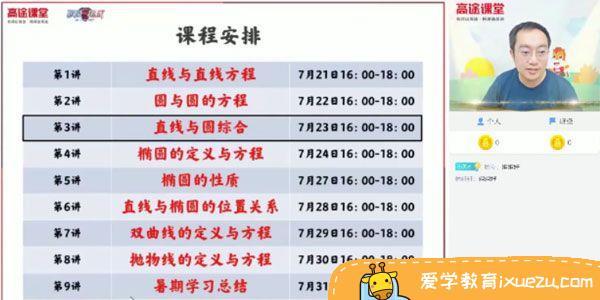 高途课堂
高途课堂
课程安排
第1讲 直线与直线方程 7月21日16:00-18:00
第2讲 圆与圆的方程 7月22日16:00-18:00
第3讲 直线与圆综合 7月23日16:00-18:00
第4讲 椭圆的定义与方程 7月24日16:00-18:00
第5讲 椭圆的性质 7月27日16:00-18:00
第6讲 直线与椭圆的位置关系 7月28日16:00-18:00
第7讲 双曲线的定义与方程 7月29日16:00-18:00
第8讲 抛物线的定义与方程 7月30
第9讲 暑期学习总结 7月31
个人
0
0
爱学教育ixuezu.com